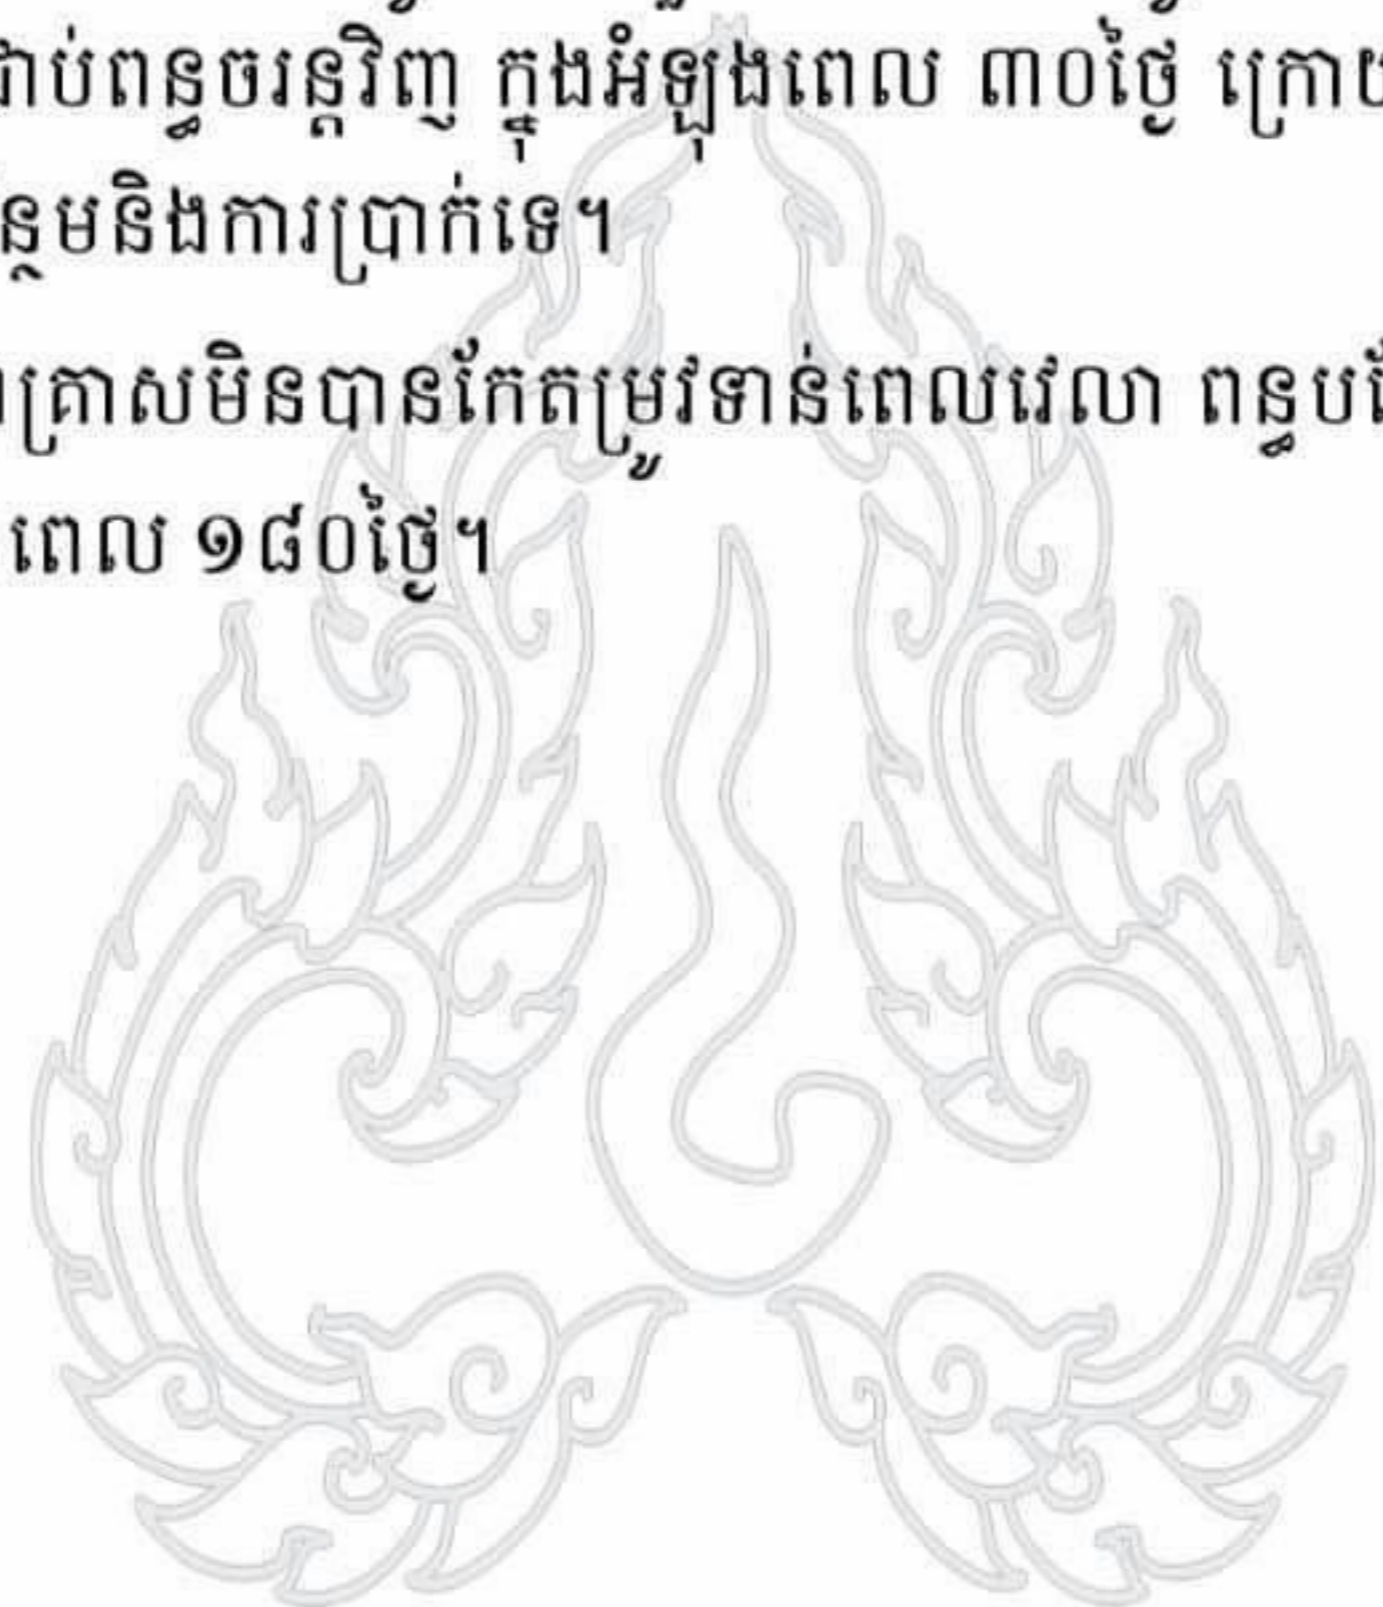 ជាប់ពន្ធចរន្តវិញ ក្នុងអំឡុងពេល ៣០ថ្ងៃ ក្រោយ
ន្ថែមនិងការប្រាក់ទេ។
គ្រោសមិនបានកែតម្រូវទាន់ពេលវេលា ពន្ធប
ពេល ១៨០ថ្ងៃ។